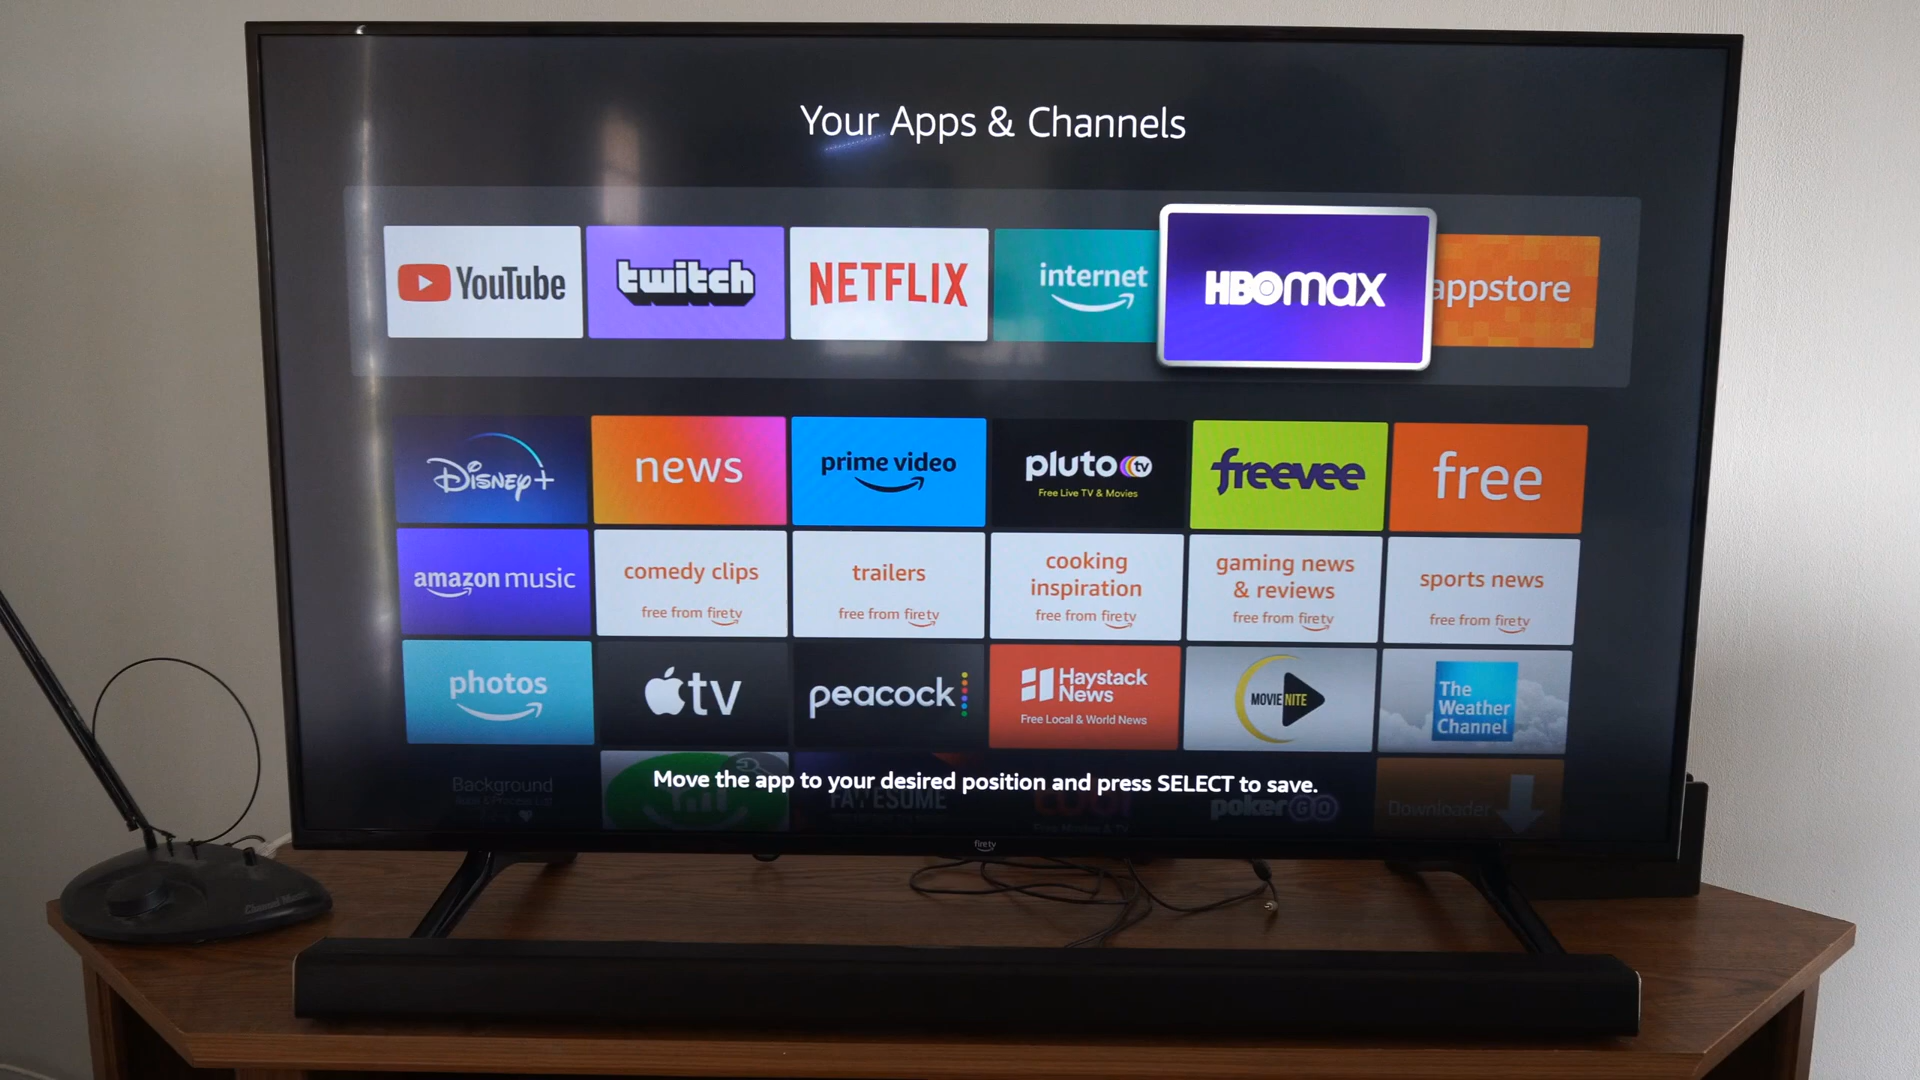 Your Apps & Channels
YouTube
twitch
NETFLIX
internet
HBOmax
appstore
Disney+
news
prime video
pluto tv
Free Live TV & Movies
freevee
free
amazon music
comedy clips
free from firetv
trailers
free from firetv
cooking
inspiration
free from firetv
gaming news
& reviews
free from firetv
sports news
free from firetv
photos
tv
peacock
Haystack
News
Free Local & World News
MOVIE NITE
The
Weather
Channel
Background
Move the app to your desired position and press SELECT to save.
FAWESOME
pokerGO
Downloader
firetv
Channel Master